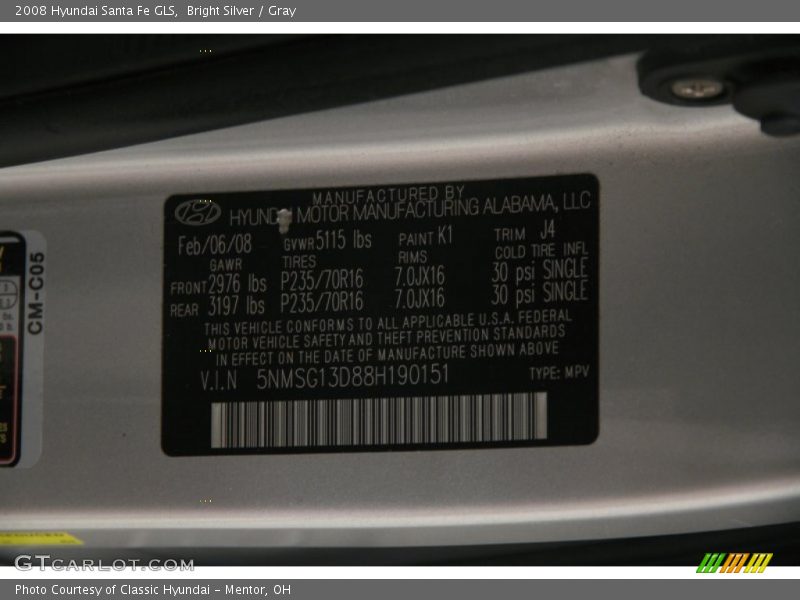 2008 Hyundai Santa Fe GLS, Bright Silver / Gray
MANUFACTURED BY
HYUNDAI MOTOR MANUFACTURING ALABAMA, LLC
Feb/06/08 GVWR 5115 lbs PAINT K1 TRIM J4
GAWR TIRES RIMS COLD TIRE INFL
FRONT 2976 lbs P235/70R16 7.0JX16 30 psi SINGLE
REAR 3197 lbs P235/70R16 7.0JX16 30 psi SINGLE
THIS VEHICLE CONFORMS TO ALL APPLICABLE U.S.A. FEDERAL
MOTOR VEHICLE SAFETY AND THEFT PREVENTION STANDARDS
IN EFFECT ON THE DATE OF MANUFACTURE SHOWN ABOVE
V.I.N 5NMSG13D88H190151 TYPE: MPV
CM-C05
GTCARLOT.COM
Photo Courtesy of Classic Hyundai - Mentor, OH